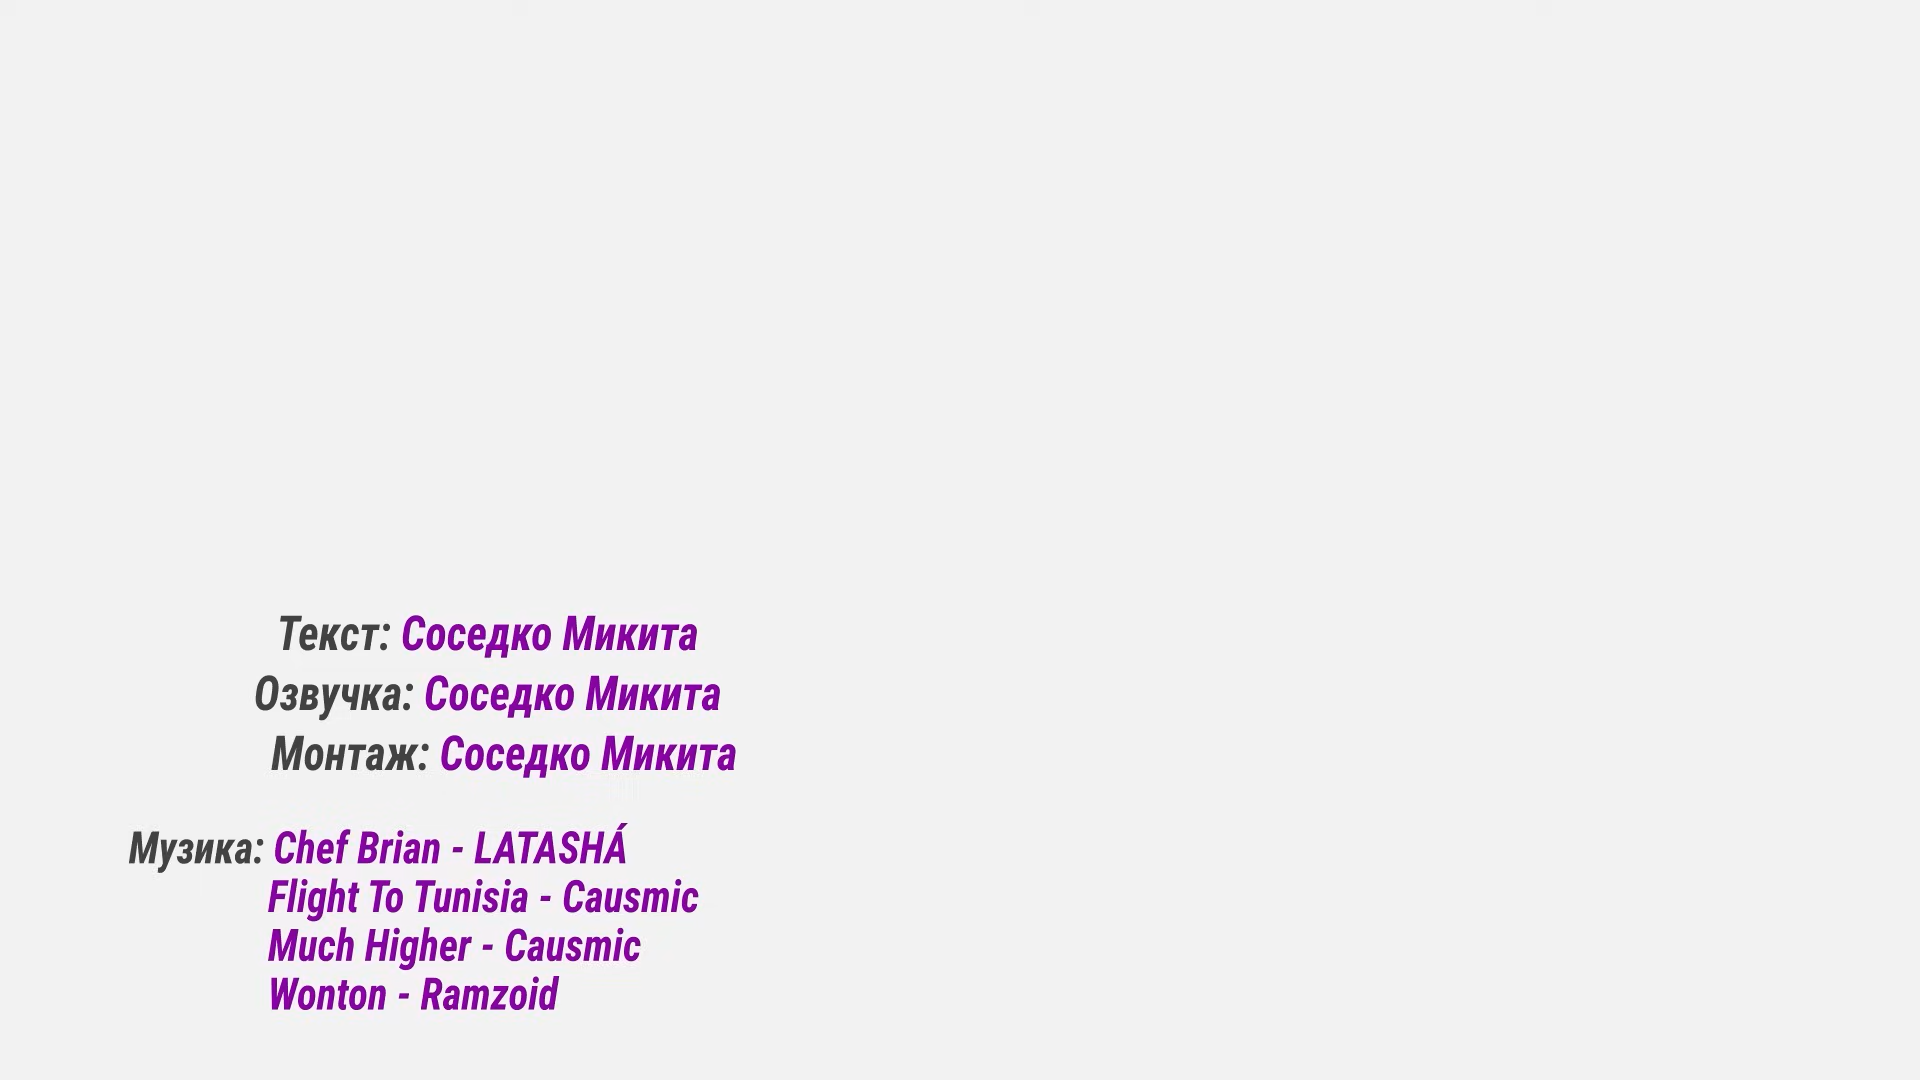 Текст: Соседко Микита
Озвучка: Соседко Микита
Монтаж: Соседко Микита
Музика: Chef Brian - LATASHÁ
Flight To Tunisia - Causmic
Much Higher - Causmic
Wonton - Ramzoid